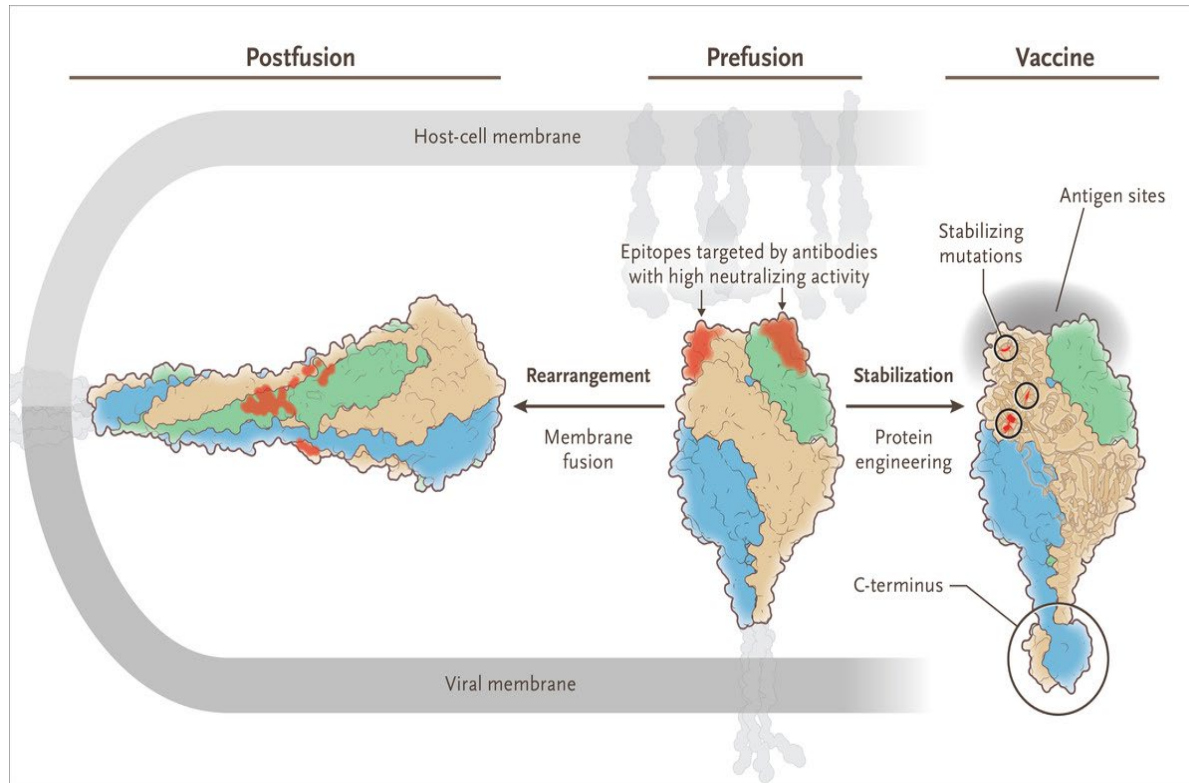 Postfusion
Prefusion
Vaccine
Host-cell membrane
Antigen sites
Stabilizing
mutations
Epitopes targeted by antibodies
with high neutralizing activity
Rearrangement
Membrane
fusion
Stabilization
Protein
engineering
C-terminus
Viral membrane